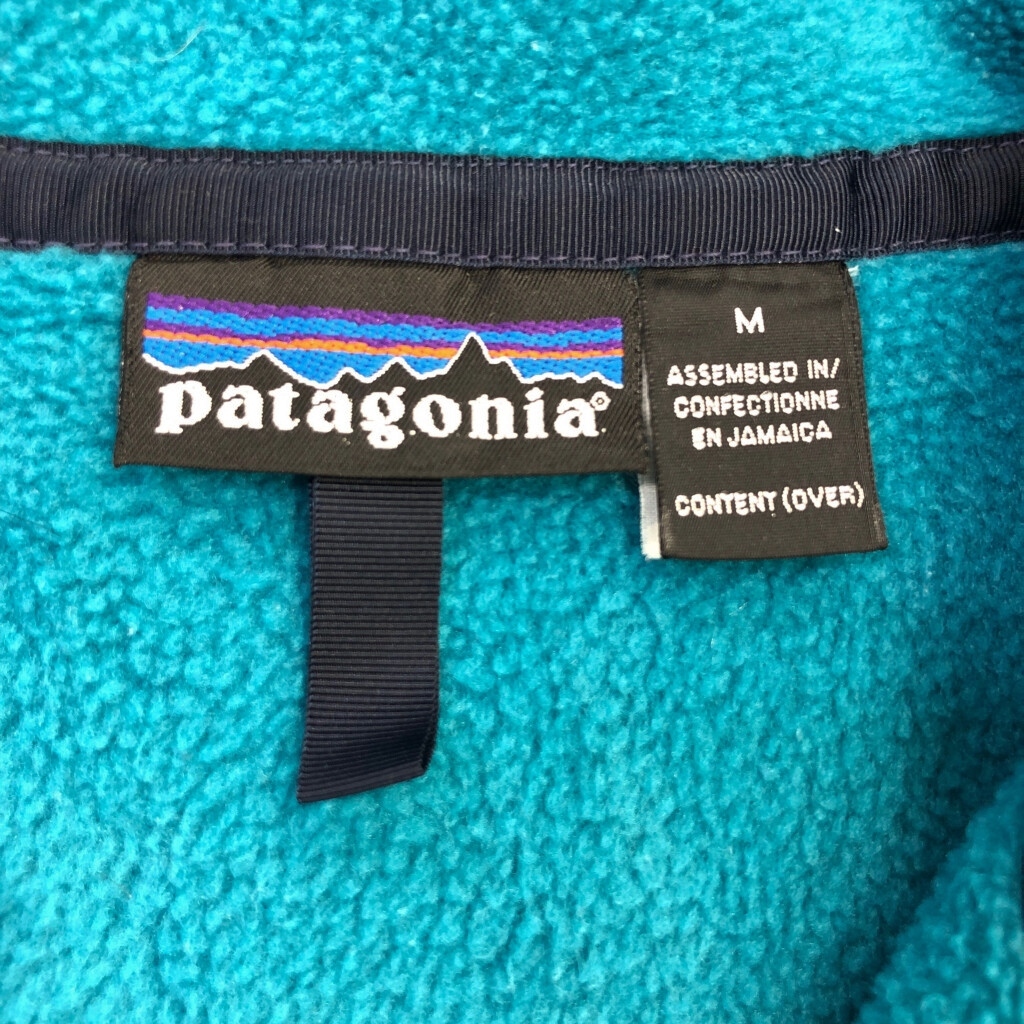 patagonia®
M
ASSEMBLED IN/
CONFECTIONNE
EN JAMAICA
CONTENT (OVER)